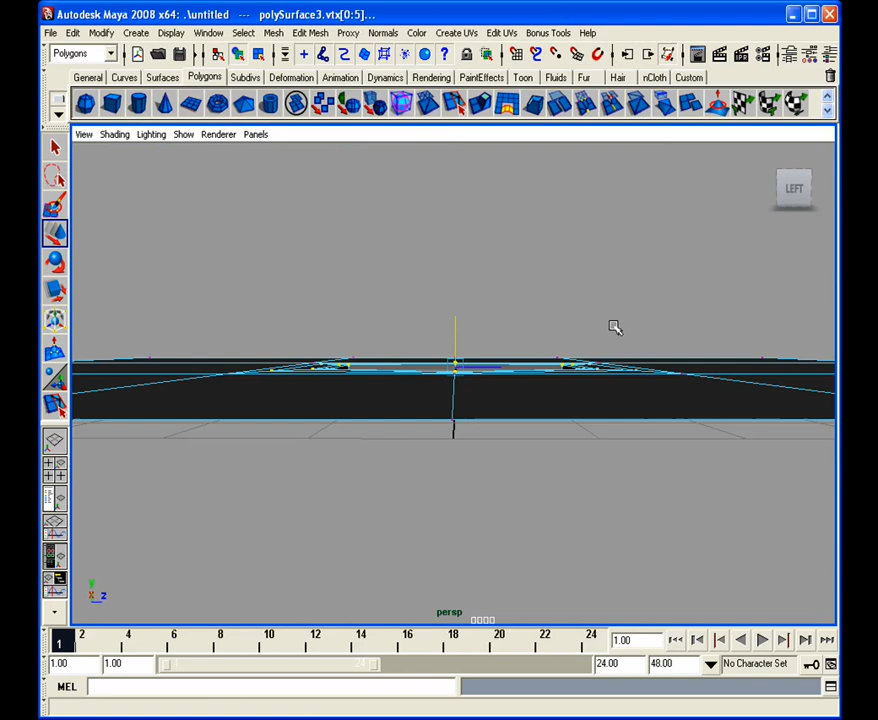 Autodesk Maya 2008 x64: .\untitled --- polySurface3.vtx[0:5]...
File Edit Modify Create Display Window Select Mesh Edit Mesh Proxy Normals Color Create UVs Edit UVs Bonus Tools Help
Polygons
General Curves Surfaces Polygons Subdivs Deformation Animation Dynamics Rendering PaintEffects Toon Fluids Fur Hair nCloth Custom
View Shading Lighting Show Renderer Panels
LEFT
y
x z
persp
1 2 4 6 8 10 12 14 16 18 20 22 24 1.00
1.00 1.00 1 24 24.00 48.00 No Character Set
MEL